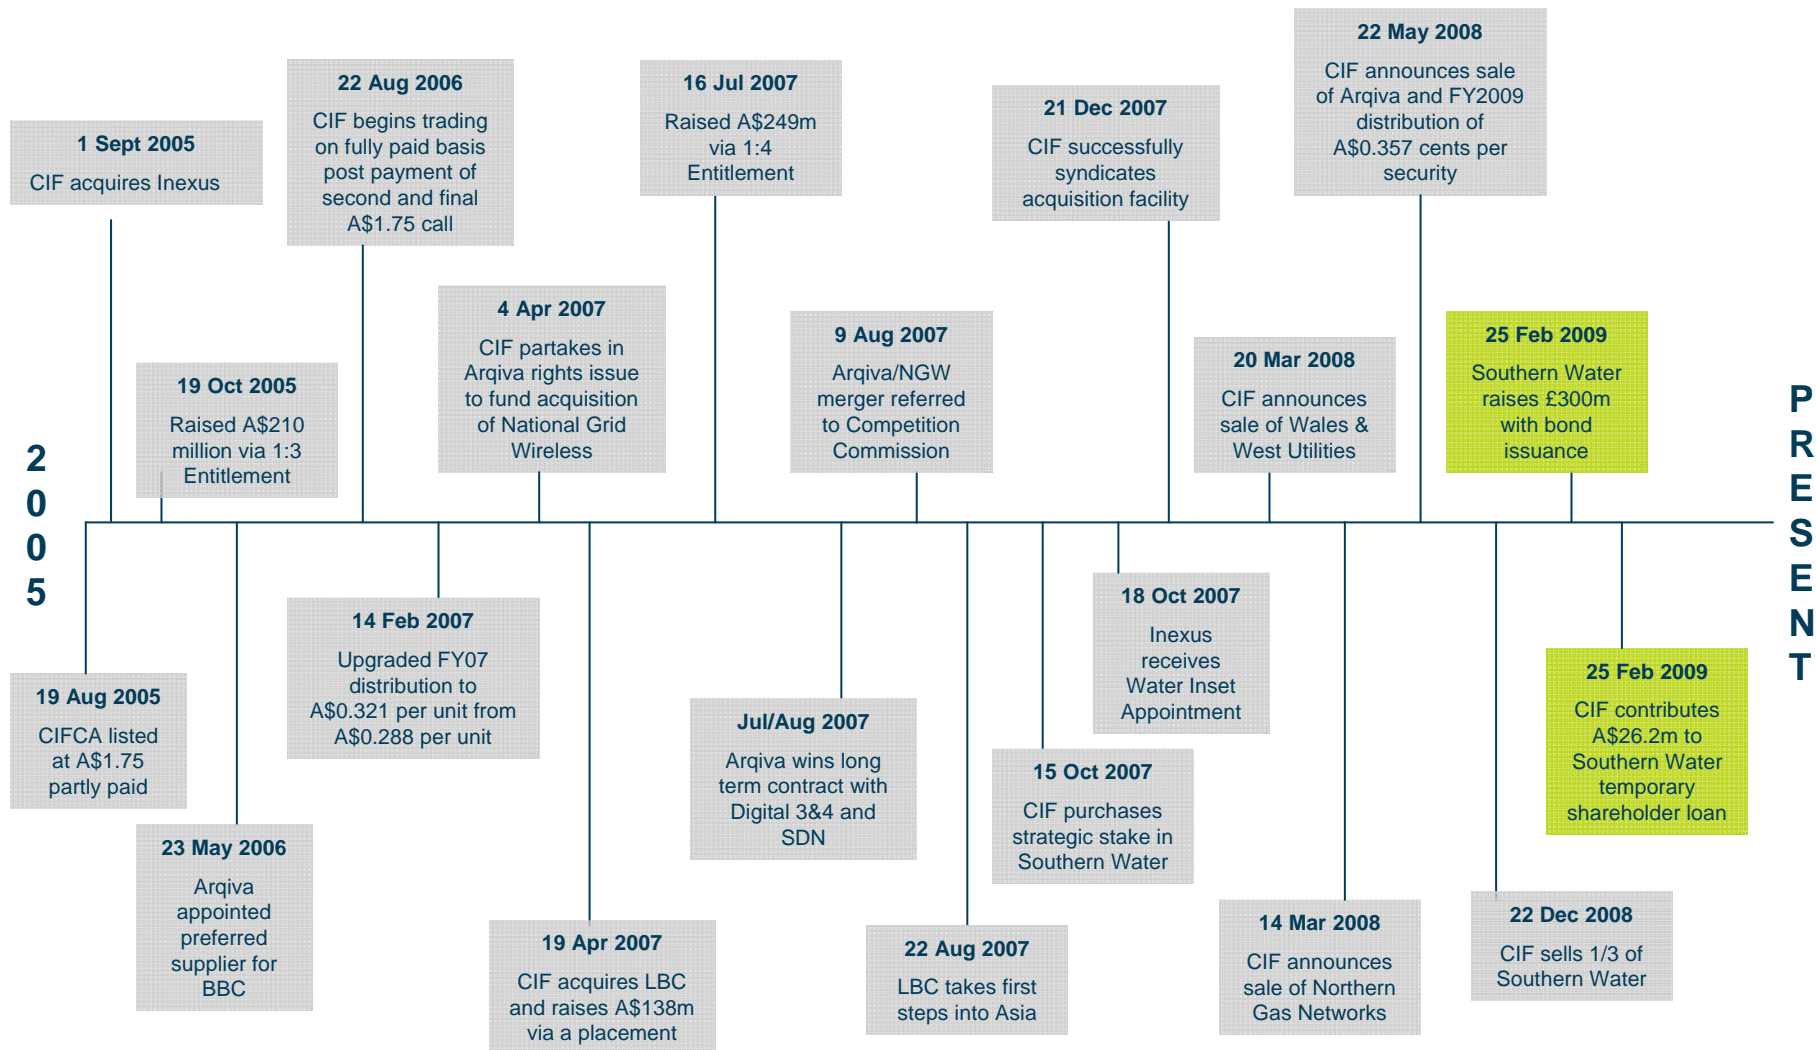 22 May 2008
CIF announces sale
of Arqiva and FY2009
distribution of
A$0.357 cents per
security
22 Aug 2006
CIF begins trading
on fully paid basis
post payment of
second and final
A$1.75 call
16 Jul 2007
Raised A$249m
via 1:4
Entitlement
21 Dec 2007
CIF successfully
syndicates
acquisition facility
1 Sept 2005
CIF acquires Inexus
4 Apr 2007
CIF partakes in
Arqiva rights issue
to fund acquisition
of National Grid
Wireless
9 Aug 2007
Arqiva/NGW
merger referred
to Competition
Commission
25 Feb 2009
Southern Water
raises £300m
with bond
issuance
20 Mar 2008
CIF announces
sale of Wales &
West Utilities
19 Oct 2005
Raised A$210
million via 1:3
Entitlement
2
0
0
5
P
R
E
S
E
N
T
19 Aug 2005
CIFCA listed
at A$1.75
partly paid
23 May 2006
Arqiva
appointed
preferred
supplier for
BBC
14 Feb 2007
Upgraded FY07
distribution to
A$0.321 per unit from
A$0.288 per unit
19 Apr 2007
CIF acquires LBC
and raises A$138m
via a placement
Jul/Aug 2007
Arqiva wins long
term contract with
Digital 3&4 and
SDN
22 Aug 2007
LBC takes first
steps into Asia
15 Oct 2007
CIF purchases
strategic stake in
Southern Water
18 Oct 2007
Inexus
receives
Water Inset
Appointment
14 Mar 2008
CIF announces
sale of Northern
Gas Networks
22 Dec 2008
CIF sells 1/3 of
Southern Water
25 Feb 2009
CIF contributes
A$26.2m to
Southern Water
temporary
shareholder loan